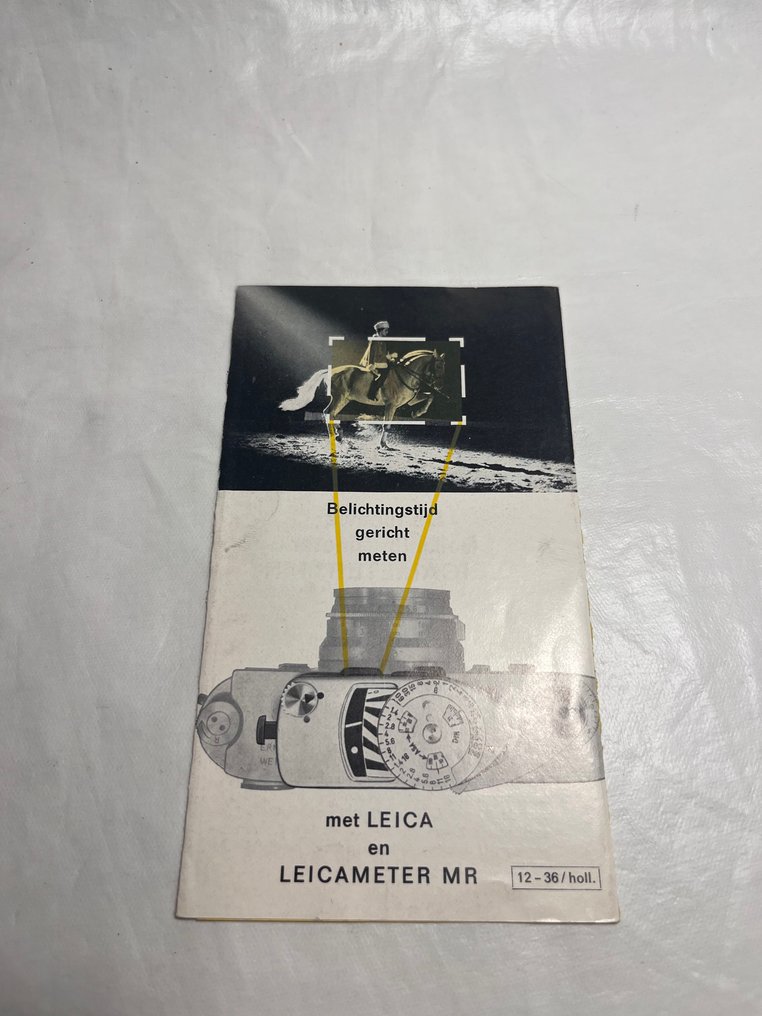 Belichtingstijd
gericht
meten
met LEICA
en
LEICAMETER MR
12 – 36 / holl.